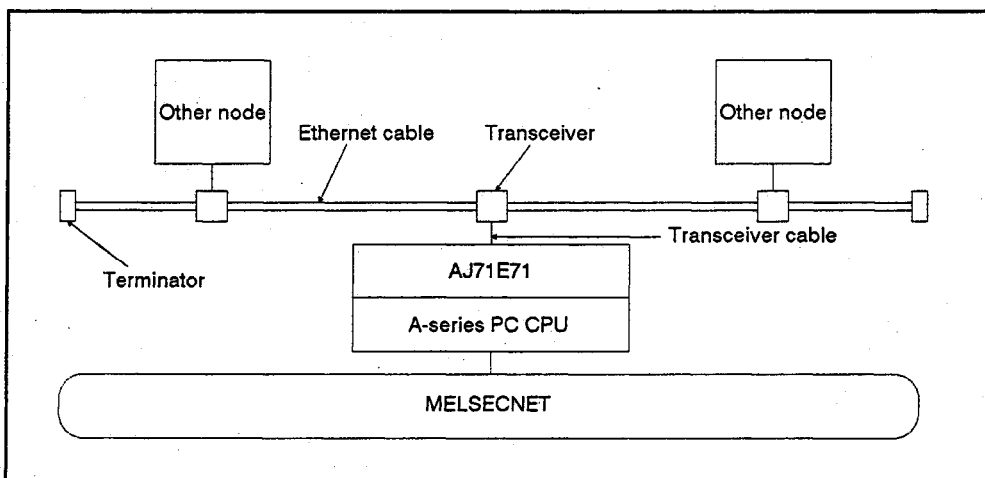 Other node
Other node
Ethernet cable
Transceiver
Transceiver cable
Terminator
AJ71E71
A-series PC CPU
MELSECNET